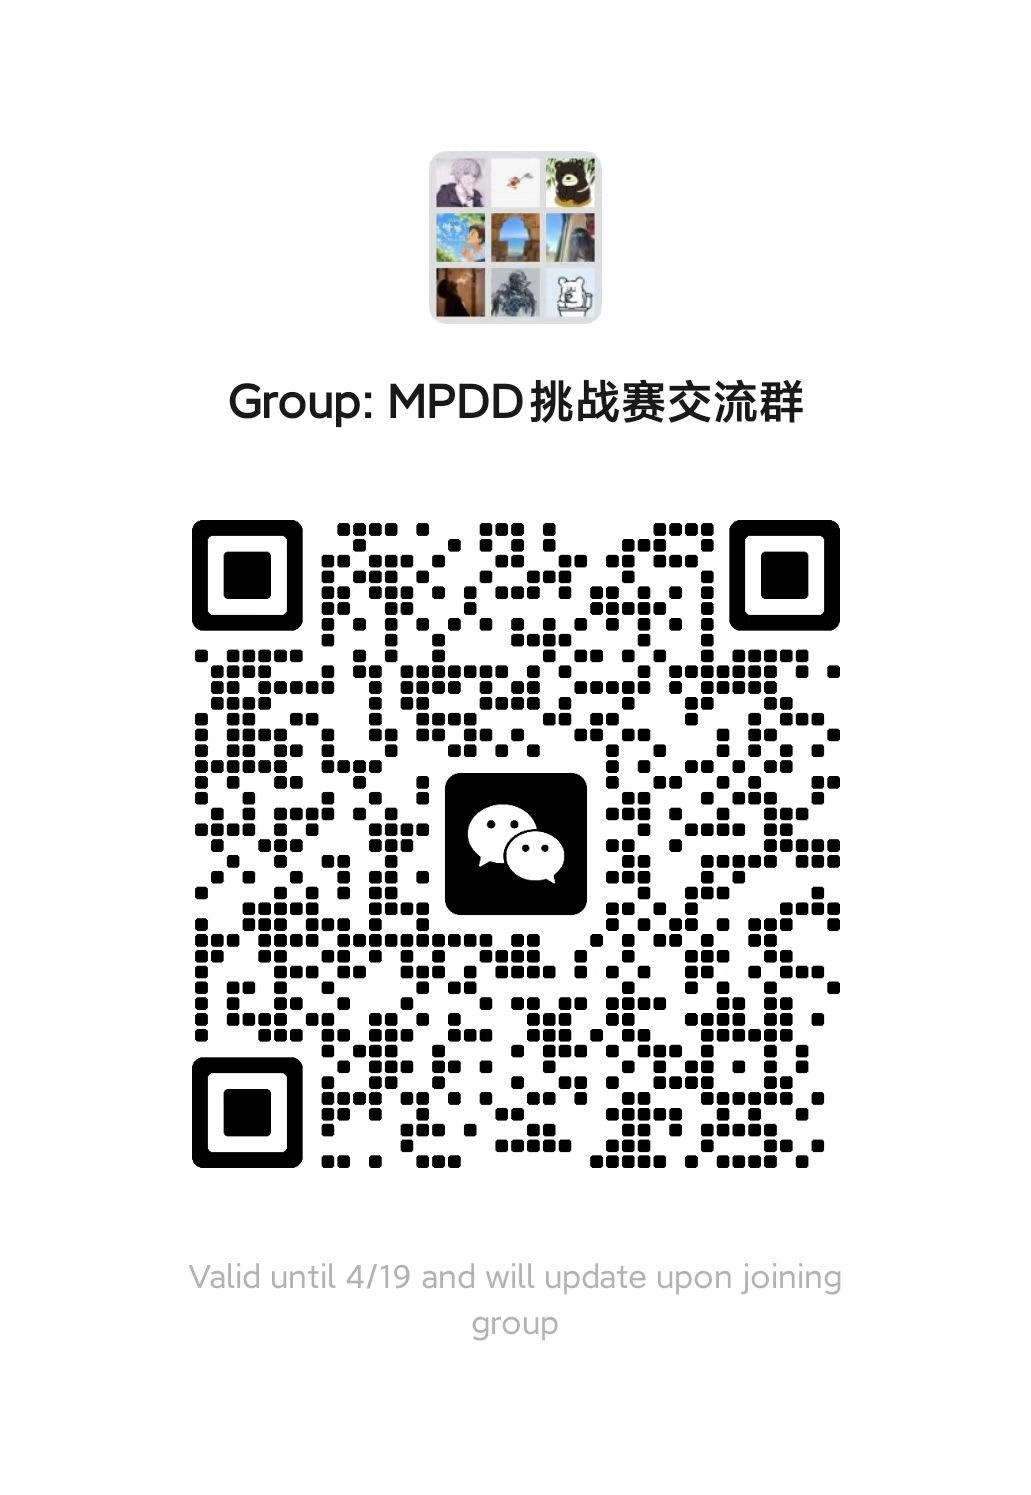 Group: MPDD挑战赛交流群
Valid until 4/19 and will update upon joining
group